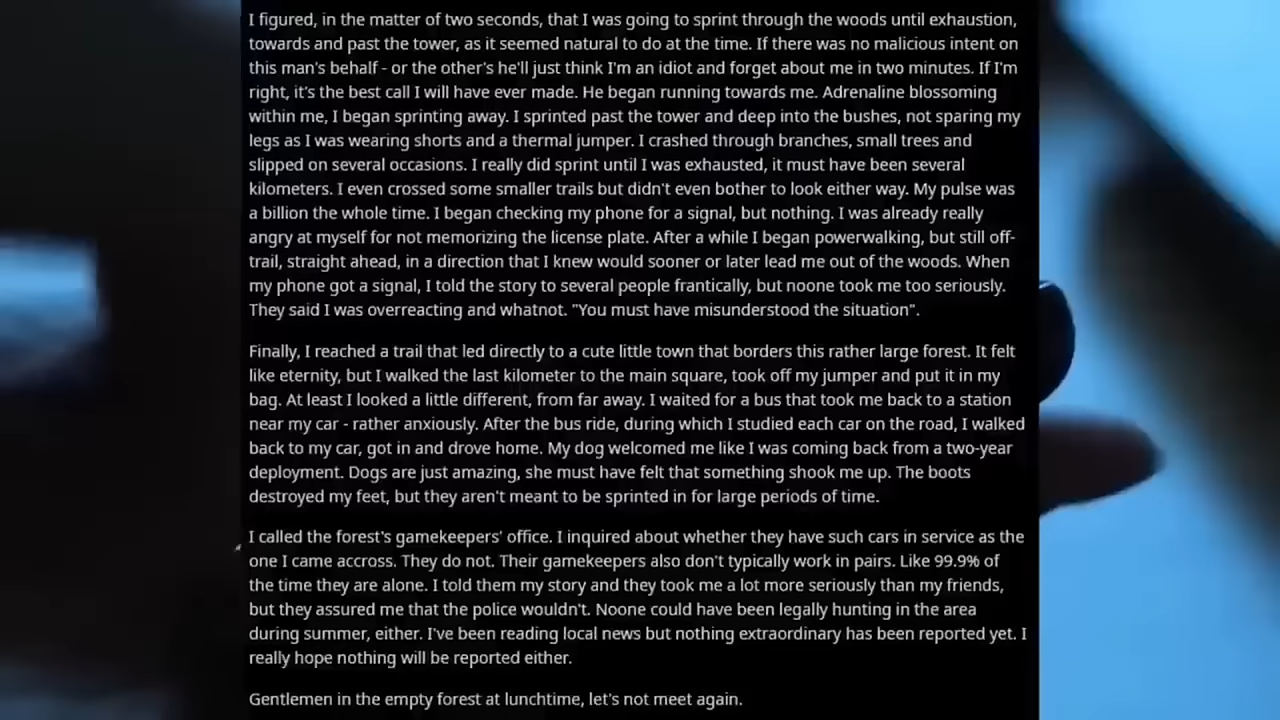 I figured, in the matter of two seconds, that I was going to sprint through the woods until exhaustion,
towards and past the tower, as it seemed natural to do at the time. If there was no malicious intent on
this man's behalf - or the other's he'll just think I'm an idiot and forget about me in two minutes. If I'm
right, it's the best call I will have ever made. He began running towards me. Adrenaline blossoming
within me, I began sprinting away. I sprinted past the tower and deep into the bushes, not sparing my
legs as I was wearing shorts and a thermal jumper. I crashed through branches, small trees and
slipped on several occasions. I really did sprint until I was exhausted, it must have been several
kilometers. I even crossed some smaller trails but didn't even bother to look either way. My pulse was
a billion the whole time. I began checking my phone for a signal, but nothing. I was already really
angry at myself for not memorizing the license plate. After a while I began powerwalking, but still off-
trail, straight ahead, in a direction that I knew would sooner or later lead me out of the woods. When
my phone got a signal, I told the story to several people frantically, but noone took me too seriously.
They said I was overreacting and whatnot. "You must have misunderstood the situation".
Finally, I reached a trail that led directly to a cute little town that borders this rather large forest. It felt
like eternity, but I walked the last kilometer to the main square, took off my jumper and put it in my
bag. At least I looked a little different, from far away. I waited for a bus that took me back to a station
near my car - rather anxiously. After the bus ride, during which I studied each car on the road, I walked
back to my car, got in and drove home. My dog welcomed me like I was coming back from a two-year
deployment. Dogs are just amazing, she must have felt that something shook me up. The boots
destroyed my feet, but they aren't meant to be sprinted in for large periods of time.
I called the forest's gamekeepers' office. I inquired about whether they have such cars in service as the
one I came accross. They do not. Their gamekeepers also don't typically work in pairs. Like 99.9% of
the time they are alone. I told them my story and they took me a lot more seriously than my friends,
but they assured me that the police wouldn't. Noone could have been legally hunting in the area
during summer, either. I've been reading local news but nothing extraordinary has been reported yet. I
really hope nothing will be reported either.
Gentlemen in the empty forest at lunchtime, let's not meet again.